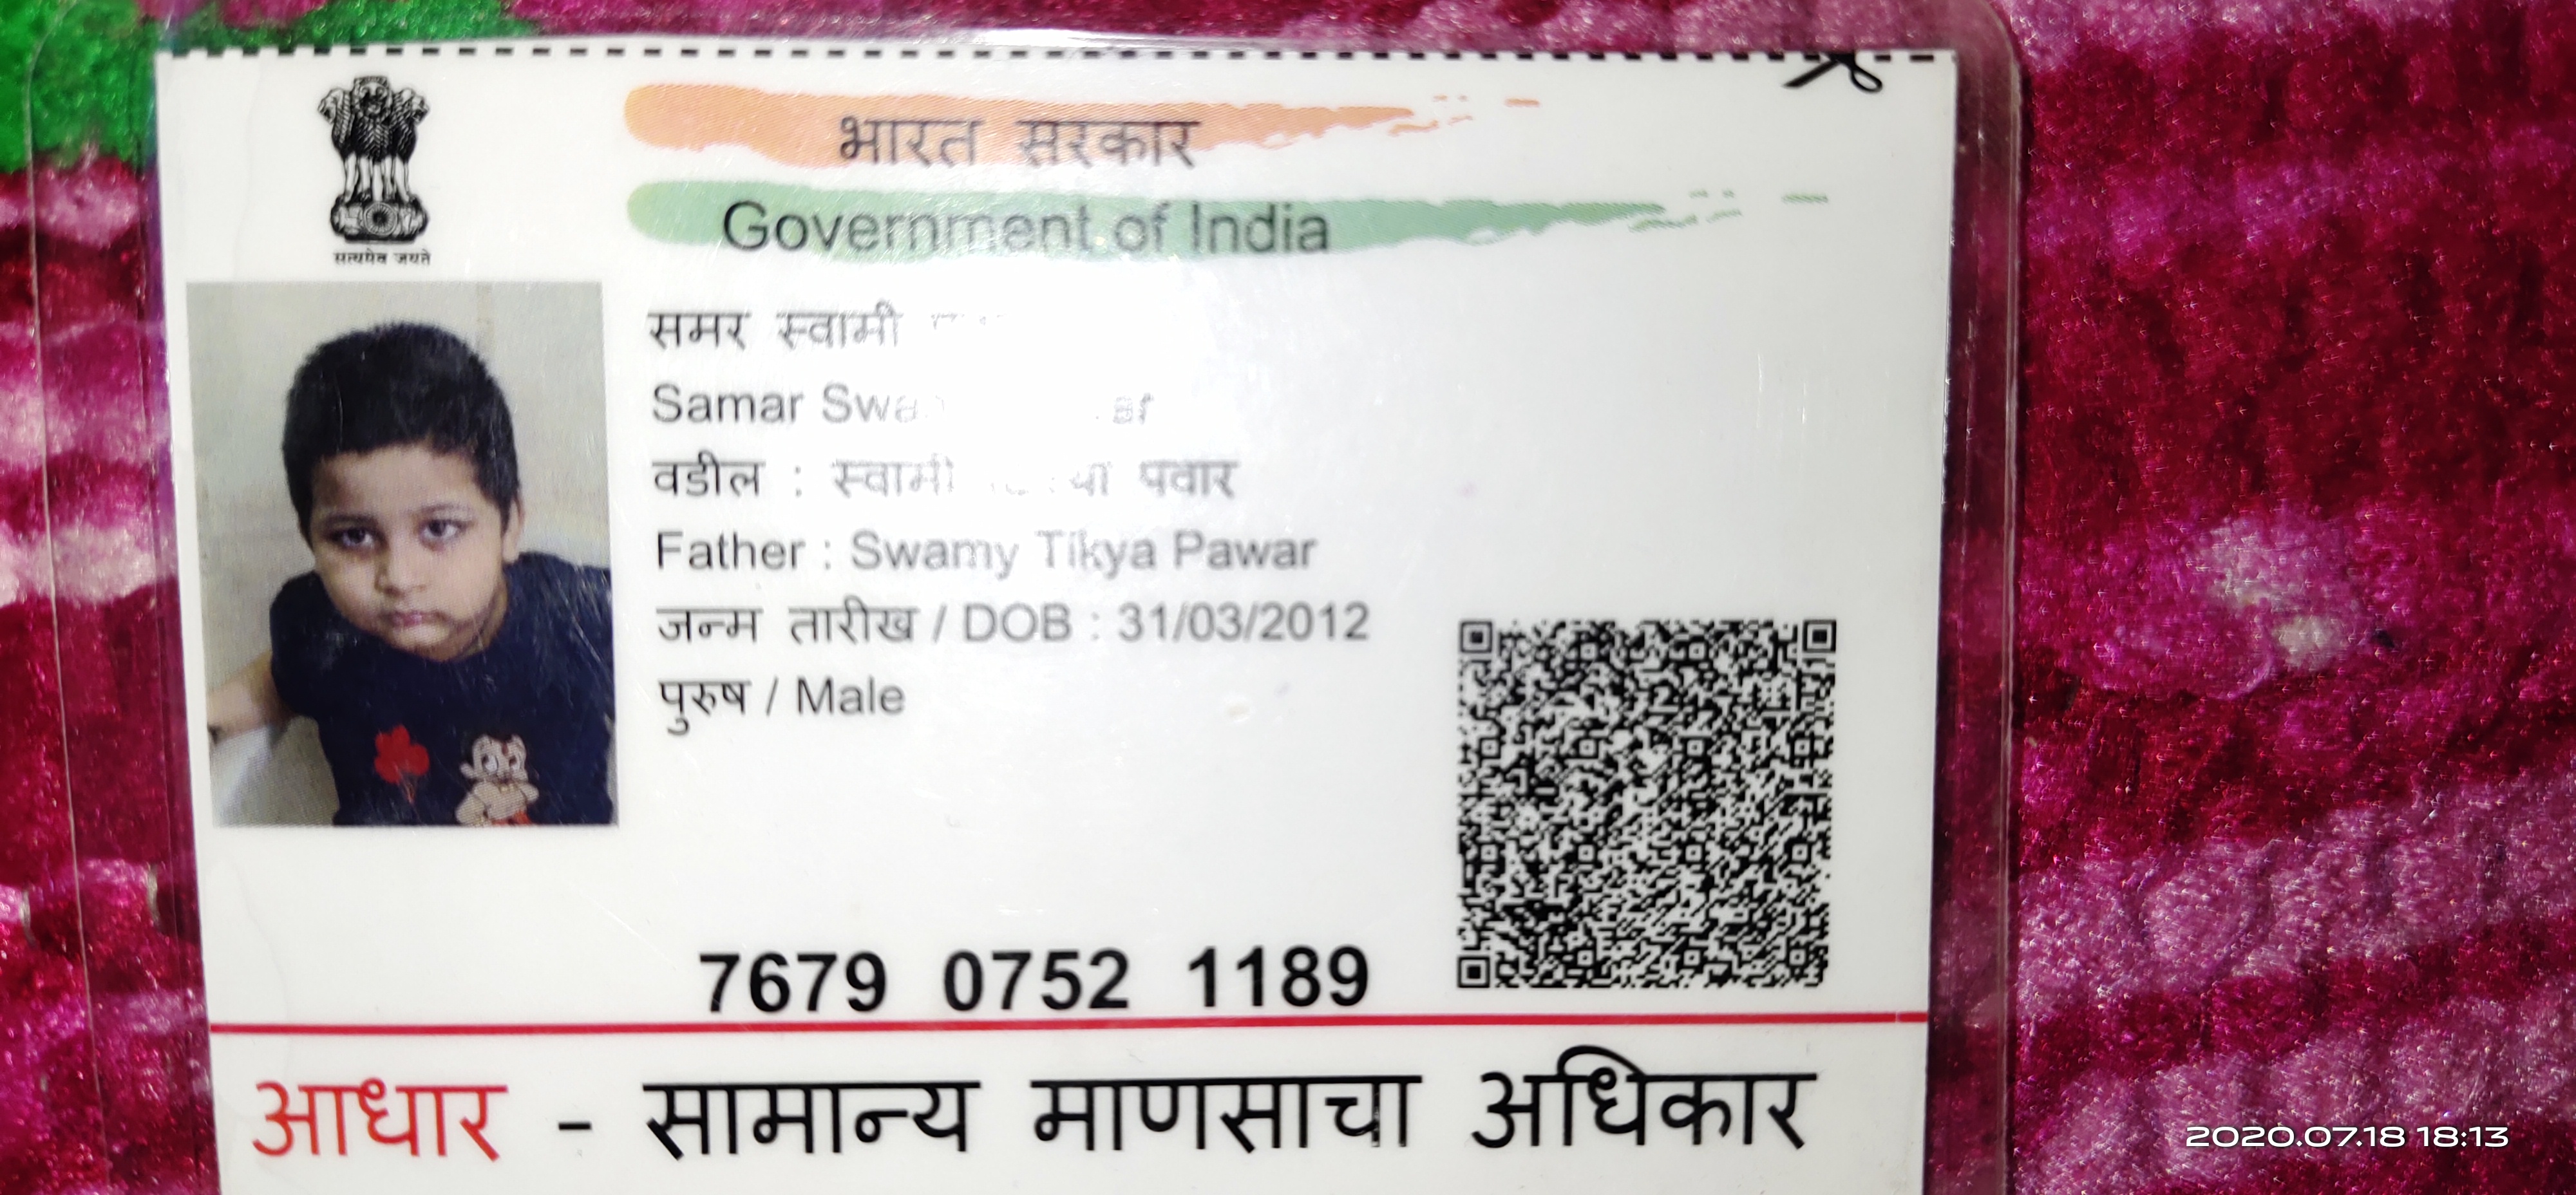 भारत सरकार
Government of India
सत्यमेव जयते
समर स्वामी
Samar
वडील : स्वामी पवार
Father : Swamy Tikya Pawar
जन्म तारीख / DOB : 31/03/2012
पुरुष / Male
7679 0752 1189
आधार - सामान्य माणसाचा अधिकार
2020.07.18 18:13